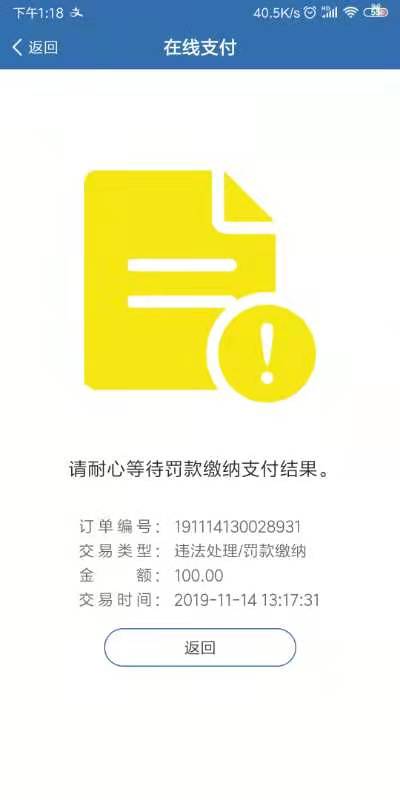 下午1:18
40.5K/s
返回
在线支付
请耐心等待罚款缴纳支付结果。
订单编号：191114130028931
交易类型：违法处理/罚款缴纳
金 额：100.00
交易时间：2019-11-14 13:17:31
返回